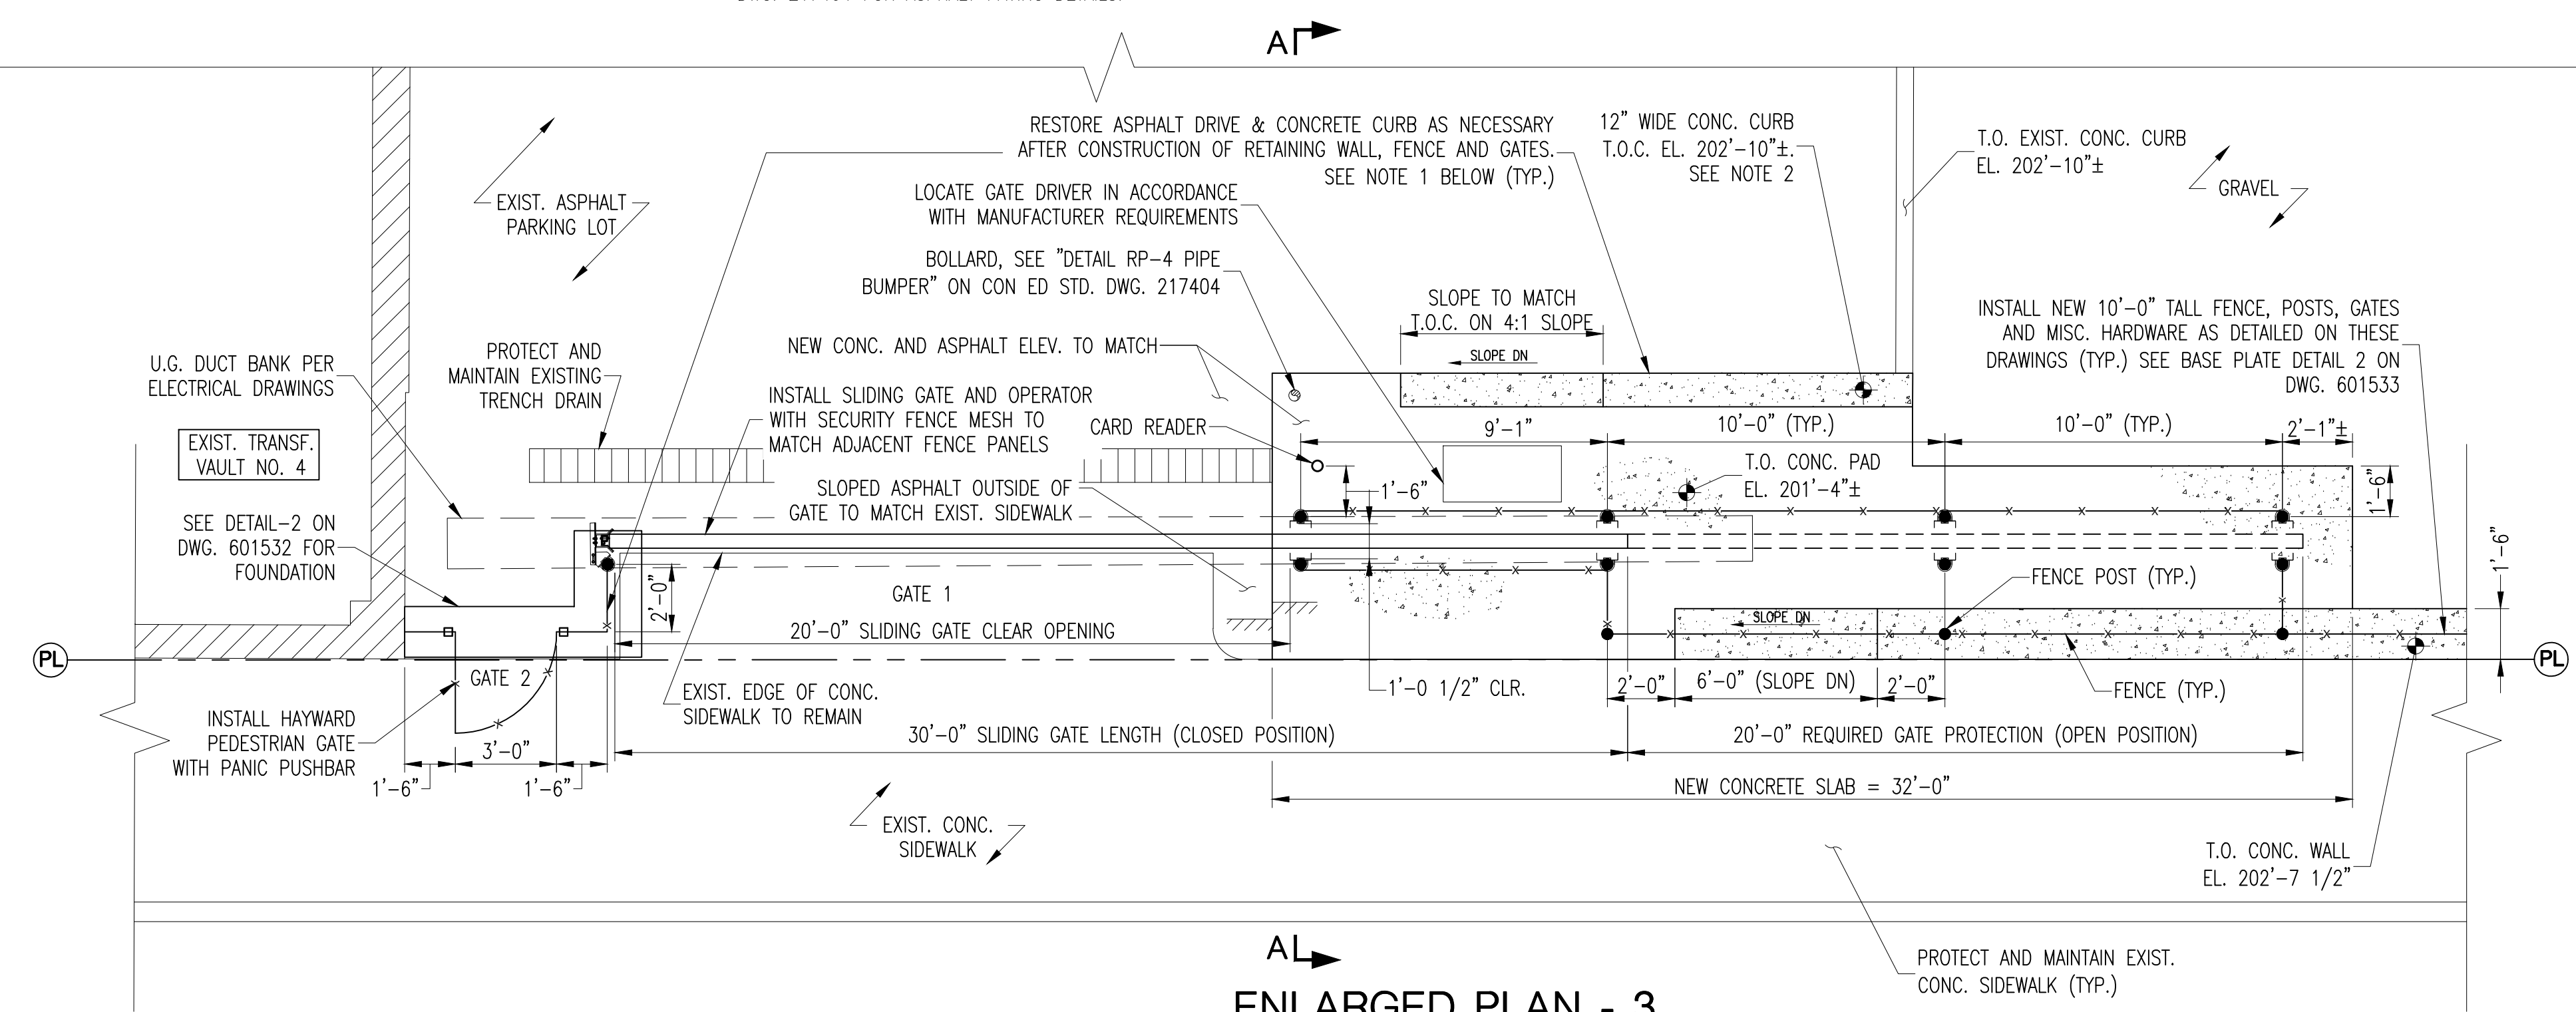 A
RESTORE ASPHALT DRIVE & CONCRETE CURB AS NECESSARY
AFTER CONSTRUCTION OF RETAINING WALL, FENCE AND GATES.
SEE NOTE 1 BELOW (TYP.)
12" WIDE CONC. CURB
T.O.C. EL. 202'-10"±.
SEE NOTE 2
T.O. EXIST. CONC. CURB
EL. 202'-10"±
GRAVEL
EXIST. ASPHALT
PARKING LOT
LOCATE GATE DRIVER IN ACCORDANCE
WITH MANUFACTURER REQUIREMENTS
BOLLARD, SEE "DETAIL RP-4 PIPE
BUMPER" ON CON ED STD. DWG. 217404
SLOPE TO MATCH
T.O.C. ON 4:1 SLOPE
SLOPE DN
INSTALL NEW 10'-0" TALL FENCE, POSTS, GATES
AND MISC. HARDWARE AS DETAILED ON THESE
DRAWINGS (TYP.) SEE BASE PLATE DETAIL 2 ON
DWG. 601533
U.G. DUCT BANK PER
ELECTRICAL DRAWINGS
PROTECT AND
MAINTAIN EXISTING
TRENCH DRAIN
NEW CONC. AND ASPHALT ELEV. TO MATCH
INSTALL SLIDING GATE AND OPERATOR
WITH SECURITY FENCE MESH TO
MATCH ADJACENT FENCE PANELS
CARD READER
9'-1"
10'-0" (TYP.)
10'-0" (TYP.)
2'-1"±
EXIST. TRANSF.
VAULT NO. 4
T.O. CONC. PAD
EL. 201'-4"±
1'-6"
1'-6"
SLOPED ASPHALT OUTSIDE OF
GATE TO MATCH EXIST. SIDEWALK
SEE DETAIL-2 ON
DWG. 601532 FOR
FOUNDATION
1'-6"
2'-0"
GATE 1
20'-0" SLIDING GATE CLEAR OPENING
FENCE POST (TYP.)
SLOPE DN
PL
PL
GATE 2
EXIST. EDGE OF CONC.
SIDEWALK TO REMAIN
1'-0 1/2" CLR.
2'-0"
6'-0" (SLOPE DN)
2'-0"
FENCE (TYP.)
INSTALL HAYWARD
PEDESTRIAN GATE
WITH PANIC PUSHBAR
3'-0"
1'-6"
1'-6"
30'-0" SLIDING GATE LENGTH (CLOSED POSITION)
20'-0" REQUIRED GATE PROTECTION (OPEN POSITION)
NEW CONCRETE SLAB = 32'-0"
EXIST. CONC.
SIDEWALK
T.O. CONC. WALL
EL. 202'-7 1/2"
A
PROTECT AND MAINTAIN EXIST.
CONC. SIDEWALK (TYP.)
ENLARGED PLAN - 3